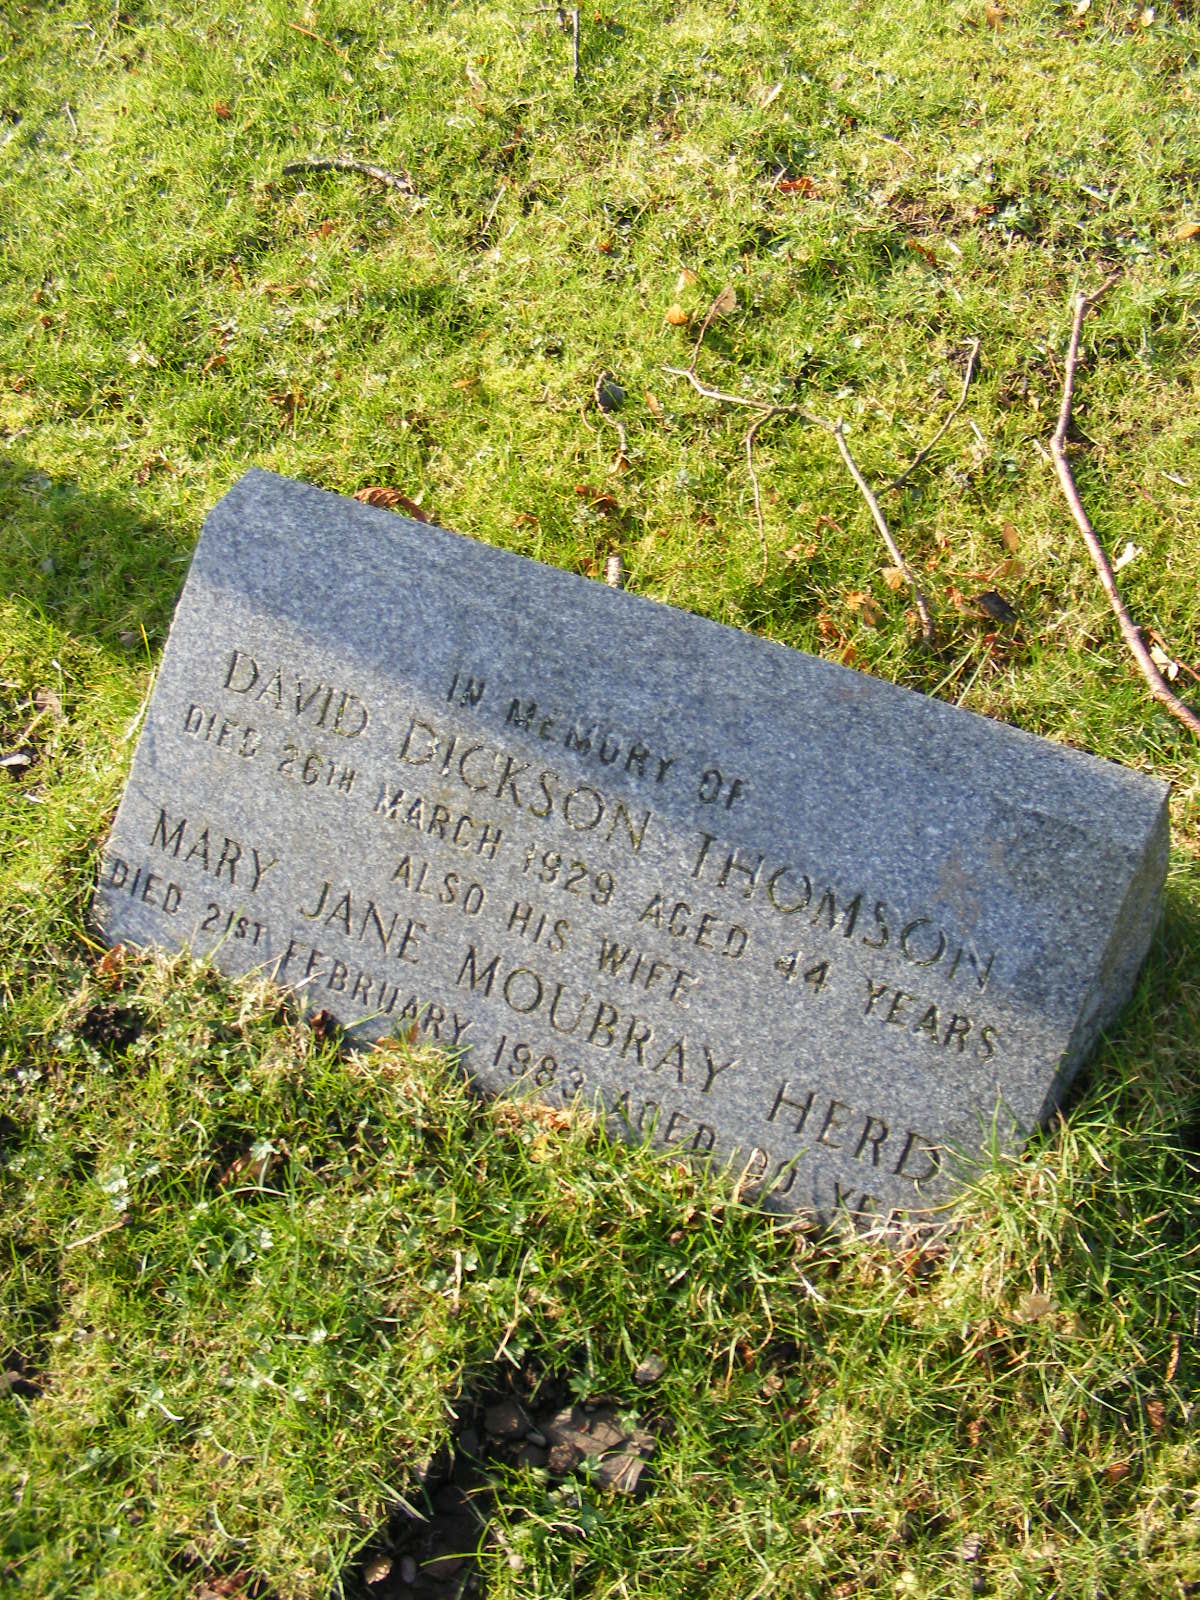 IN MEMORY OF
DAVID DICKSON THOMSON
DIED 26TH MARCH 1929 AGED 44 YEARS
ALSO HIS WIFE
MARY JANE MOUBRAY HERD
DIED 21ST FEBRUARY 1983 AGED